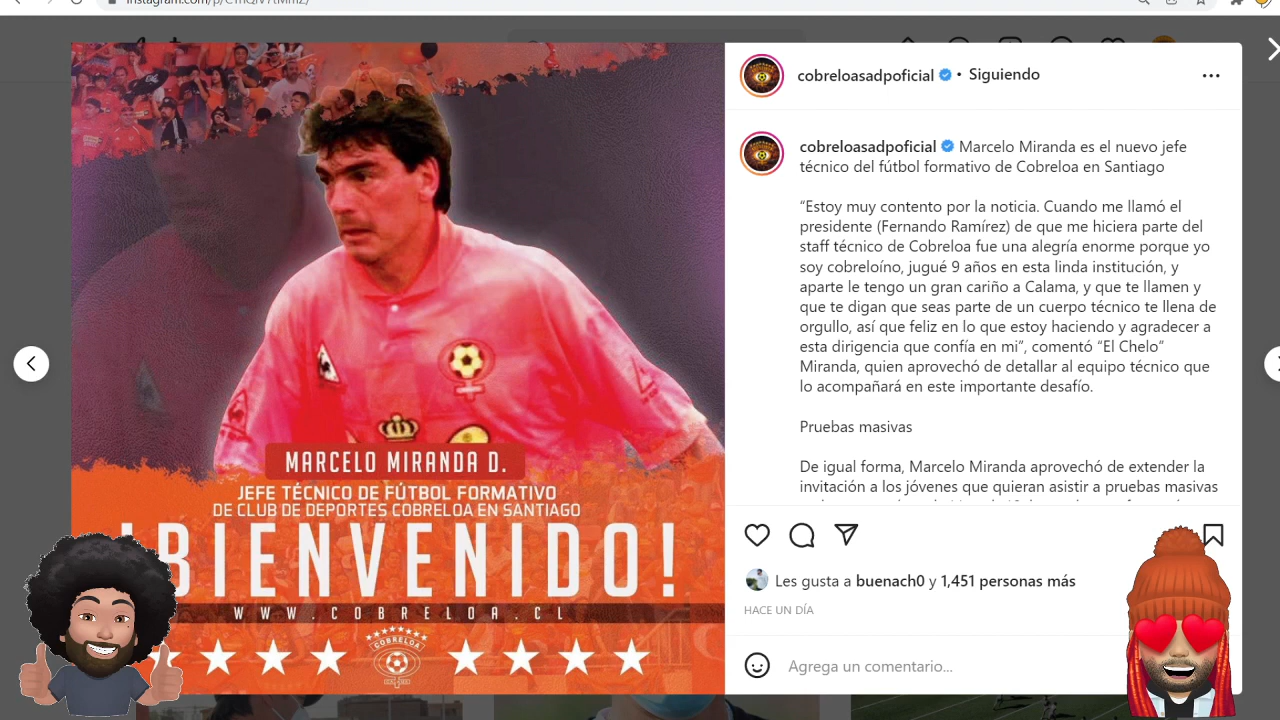 cobreloasadpoficial • Siguiendo
cobreloasadpoficial Marcelo Miranda es el nuevo jefe
técnico del fútbol formativo de Cobreloa en Santiago
“Estoy muy contento por la noticia. Cuando me llamó el
presidente (Fernando Ramírez) de que me hiciera parte del
staff técnico de Cobreloa fue una alegría enorme porque yo
soy cobreloíno, jugué 9 años en esta linda institución, y
aparte le tengo un gran cariño a Calama, y que te llamen y
que te digan que seas parte de un cuerpo técnico te llena de
orgullo, así que feliz en lo que estoy haciendo y agradecer a
esta dirigencia que confía en mi”, comentó “El Chelo”
Miranda, quien aprovechó de detallar al equipo técnico que
lo acompañará en este importante desafío.
Pruebas masivas
De igual forma, Marcelo Miranda aprovechó de extender la
invitación a los jóvenes que quieran asistir a pruebas masivas
Les gusta a buenach0 y 1,451 personas más
HACE UN DÍA
Agrega un comentario...
MARCELO MIRANDA D.
JEFE TÉCNICO DE FÚTBOL FORMATIVO
DE CLUB DE DEPORTES COBRELOA EN SANTIAGO
¡BIENVENIDO!
WWW.COBRELOA.CL
COBRELOA